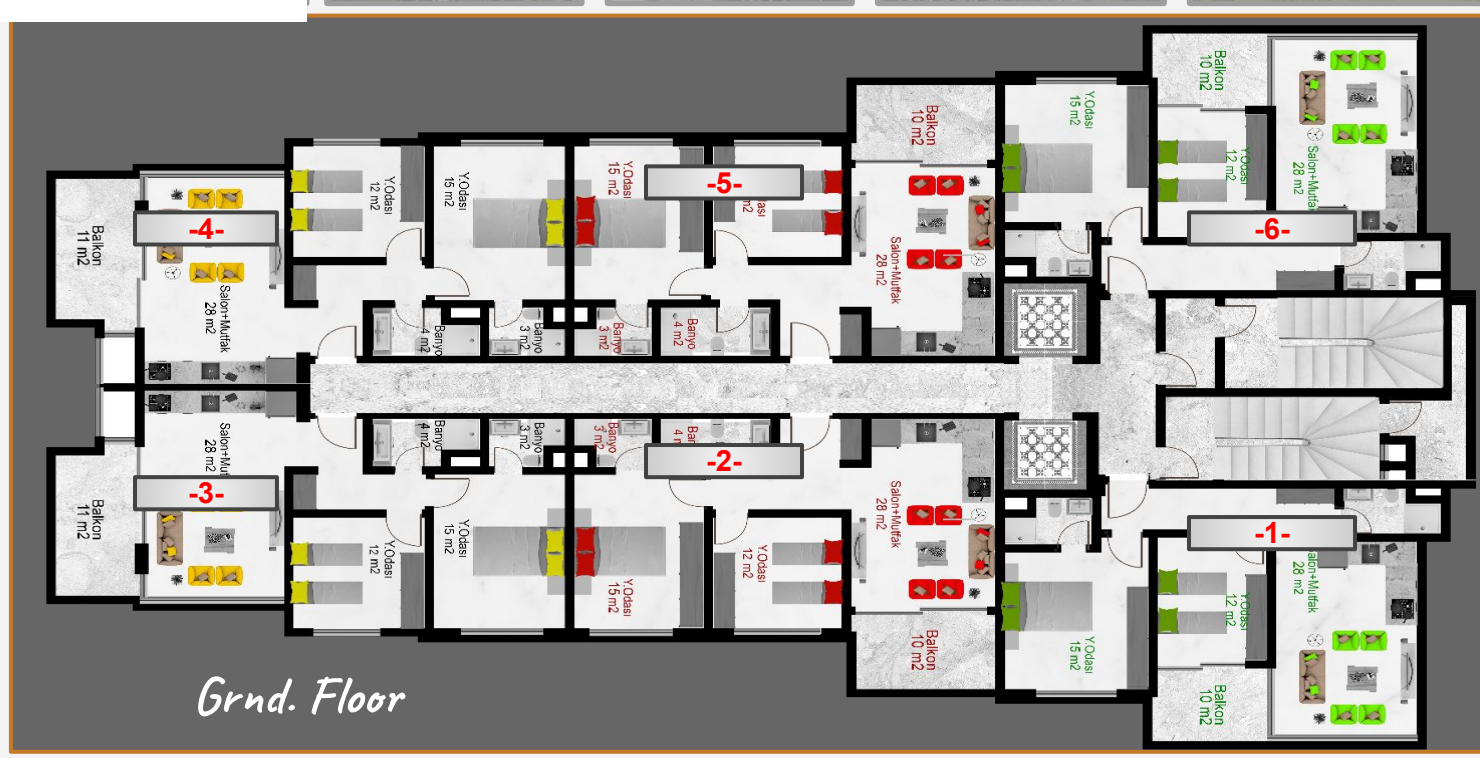 Balkon
11 m2
-4-
Salon+Mutfak
28 m2
Y.Odası
12 m2
Y.Odası
15 m2
Banyo
4 m2
Banyo
3 m2
Y.Odası
15 m2
-5-
m2
Banyo
3 m2
Banyo
4 m2
Balkon
10 m2
Salon+Mutfak
28 m2
Y.Odası
15 m2
Balkon
10 m2
Y.Odası
12 m2
Salon+Mutfak
28 m2
-6-
Balkon
11 m2
-3-
Salon+Mut
28 m2
Banyo
4 m2
Banyo
3 m2
Y.Odası
12 m2
Y.Odası
15 m2
Banyo
3 m2
Ban
4 m
-2-
Y.Odası
15 m2
Y.Odası
12 m2
Salon+Mutfak
28 m2
Balkon
10 m2
Y.Odası
15 m2
-1-
Y.Odası
12 m2
alon+Mutfak
28 m2
Balkon
10 m2
Grnd. Floor